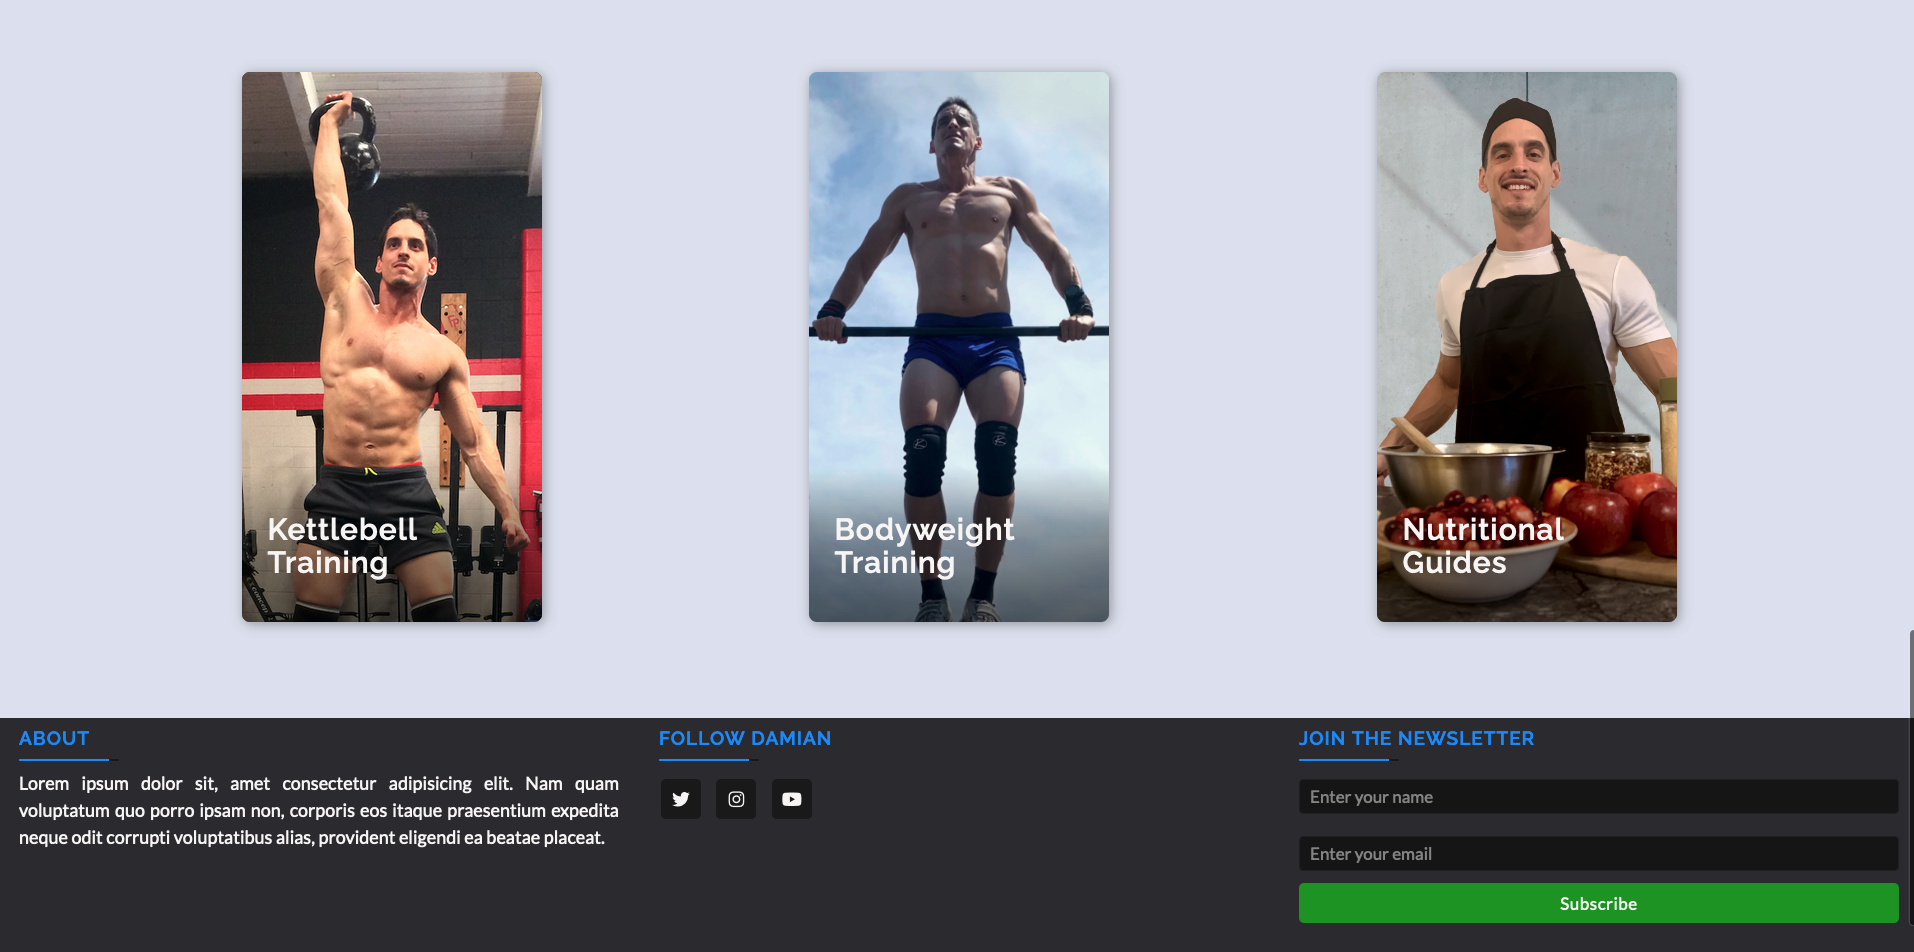 Kettlebell
Training
Bodyweight
Training
Nutritional
Guides
ABOUT
Lorem ipsum dolor sit, amet consectetur adipisicing elit. Nam quam
voluptatum quo porro ipsam non, corporis eos itaque praesentium expedita
neque odit corrupti voluptatibus alias, provident eligendi ea beatae placeat.
FOLLOW DAMIAN
JOIN THE NEWSLETTER
Enter your name
Enter your email
Subscribe